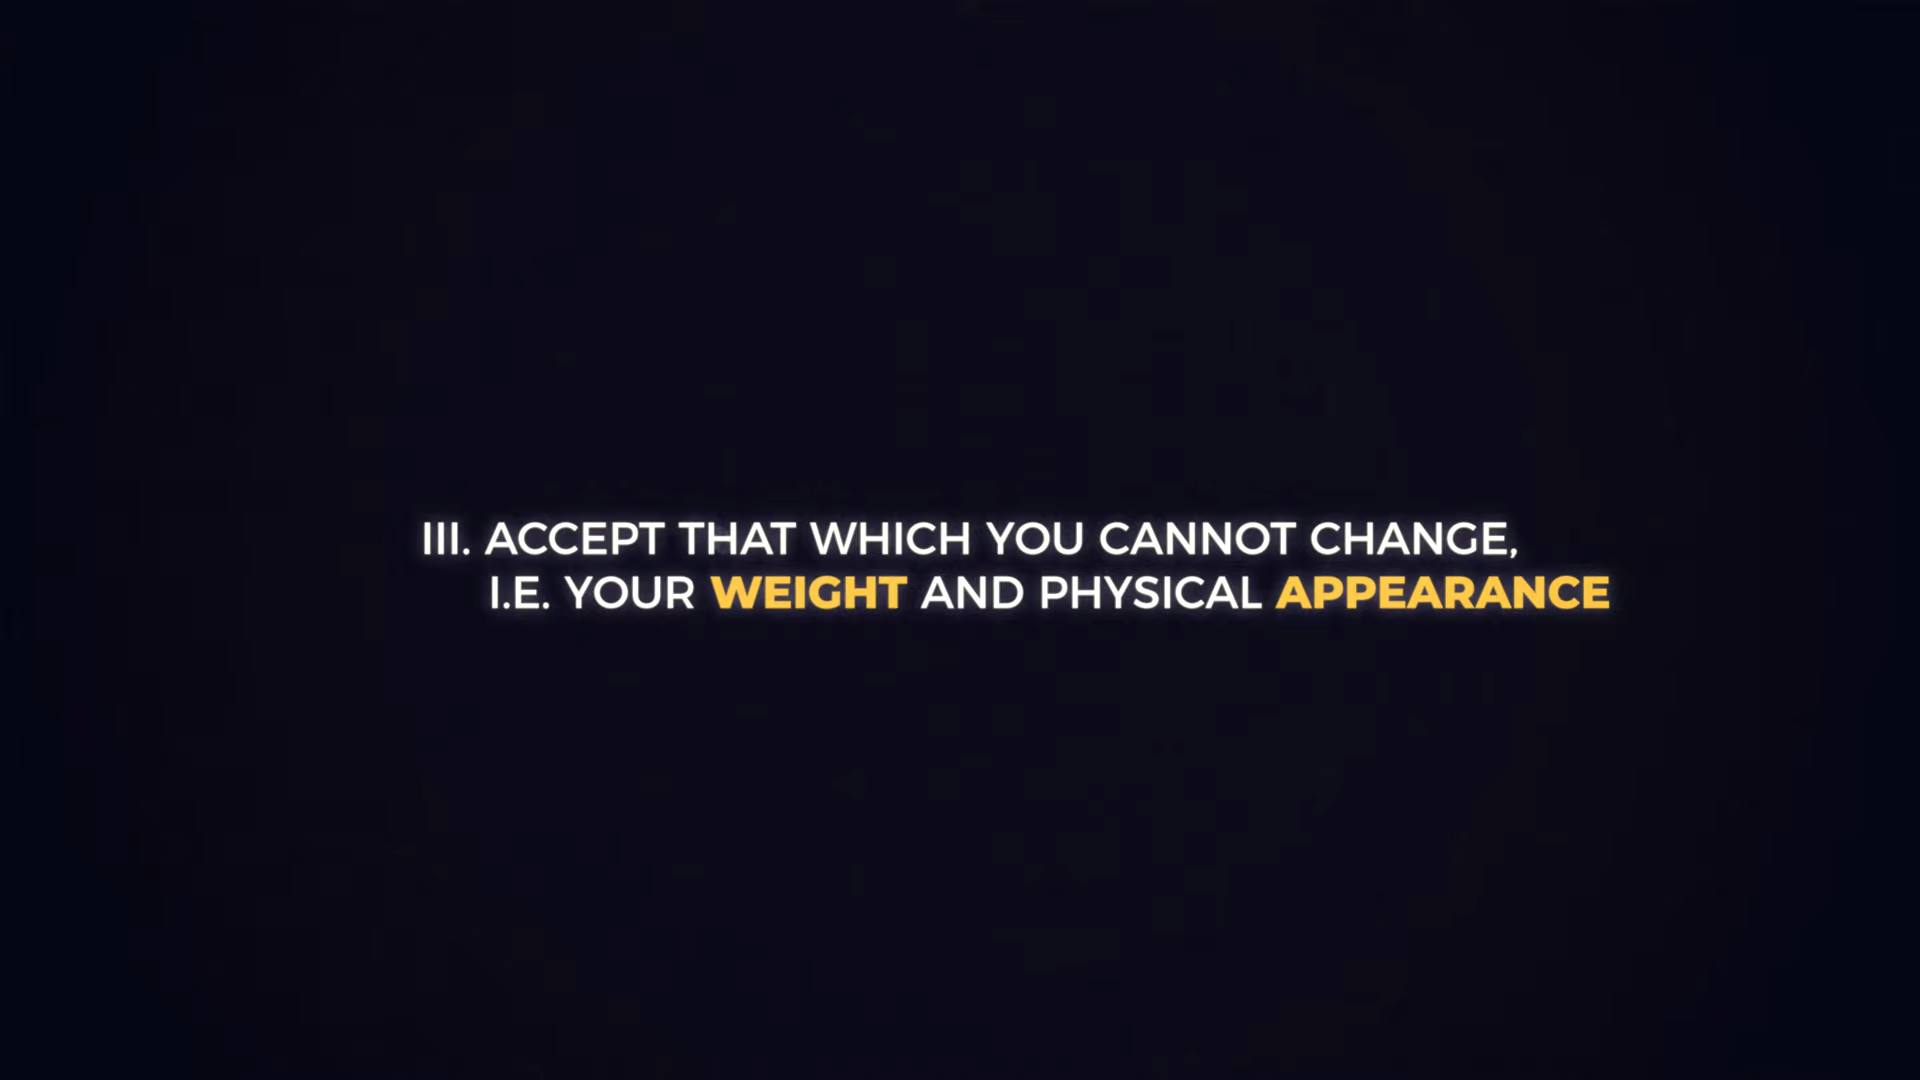 III. ACCEPT THAT WHICH YOU CANNOT CHANGE,
I.E. YOUR WEIGHT AND PHYSICAL APPEARANCE